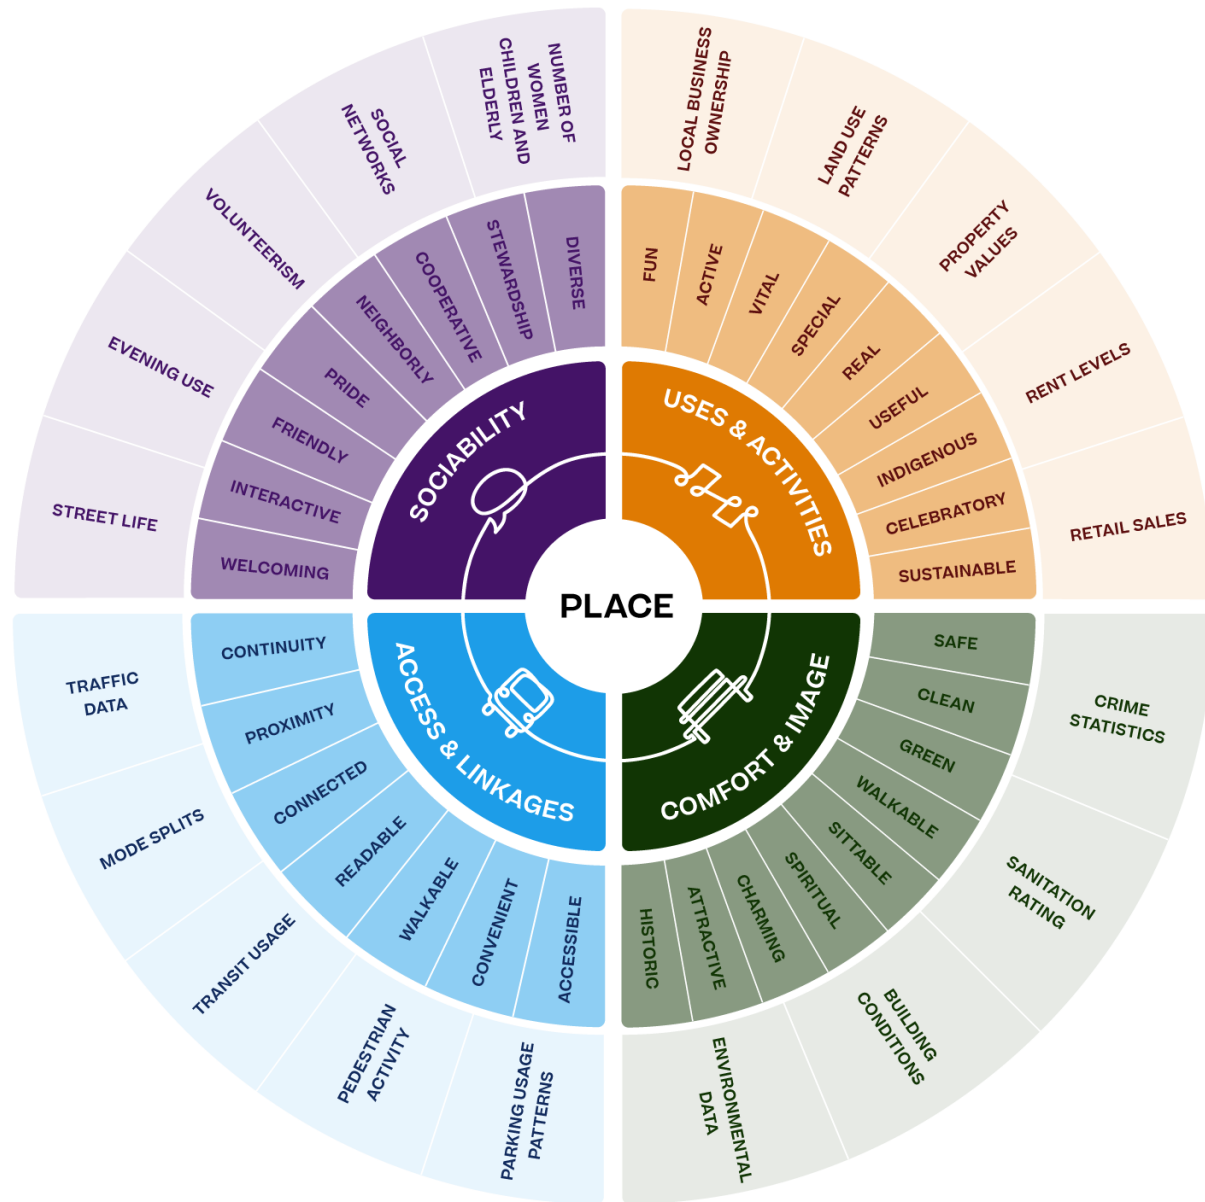 PLACE
SOCIABILITY
USES & ACTIVITIES
COMFORT & IMAGE
ACCESS & LINKAGES
WELCOMING
INTERACTIVE
FRIENDLY
PRIDE
NEIGHBORLY
COOPERATIVE
STEWARDSHIP
DIVERSE
FUN
ACTIVE
VITAL
SPECIAL
REAL
USEFUL
INDIGENOUS
CELEBRATORY
SUSTAINABLE
SAFE
CLEAN
GREEN
WALKABLE
SITTABLE
SPIRITUAL
CHARMING
ATTRACTIVE
HISTORIC
ACCESSIBLE
CONVENIENT
WALKABLE
READABLE
CONNECTED
PROXIMITY
CONTINUITY
STREET LIFE
EVENING USE
VOLUNTEERISM
SOCIAL
NETWORKS
NUMBER OF
WOMEN
CHILDREN AND
ELDERLY
LOCAL BUSINESS
OWNERSHIP
LAND USE
PATTERNS
PROPERTY
VALUES
RENT LEVELS
RETAIL SALES
CRIME
STATISTICS
SANITATION
RATING
BUILDING
CONDITIONS
ENVIRONMENTAL
DATA
PARKING USAGE
PATTERNS
PEDESTRIAN
ACTIVITY
TRANSIT USAGE
MODE SPLITS
TRAFFIC
DATA